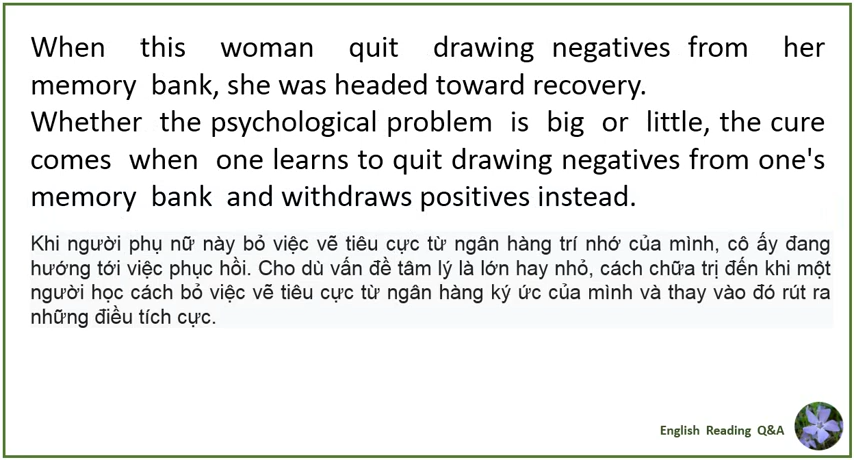 When this woman quit drawing negatives from her
memory bank, she was headed toward recovery.
Whether the psychological problem is big or little, the cure
comes when one learns to quit drawing negatives from one's
memory bank and withdraws positives instead.
Khi người phụ nữ này bỏ việc vẽ tiêu cực từ ngân hàng trí nhớ của mình, cô ấy đang
hướng tới việc phục hồi. Cho dù vấn đề tâm lý là lớn hay nhỏ, cách chữa trị đến khi một
người học cách bỏ việc vẽ tiêu cực từ ngân hàng ký ức của mình và thay vào đó rút ra
những điều tích cực.
English Reading Q&A